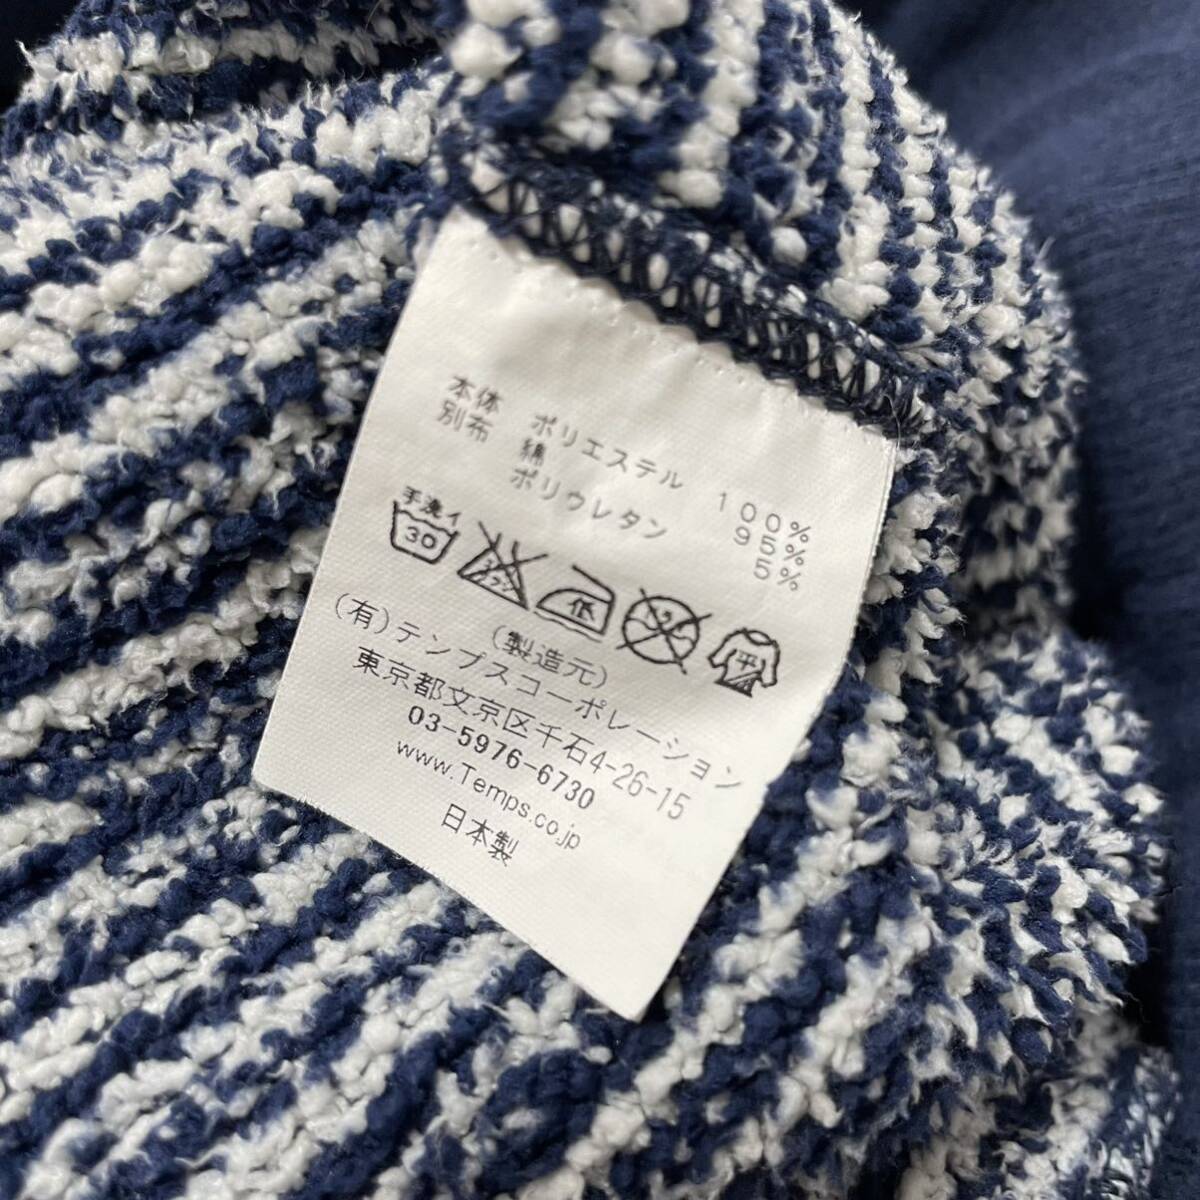 本体 ポリエステル 100%
別布 綿 95%
ポリウレタン 5%
手洗イ
30 低 平
(製造元)
(有)テンプスコーポレーション
東京都文京区千石4-26-15
03-5976-6730
www.Temps.co.jp
日本製